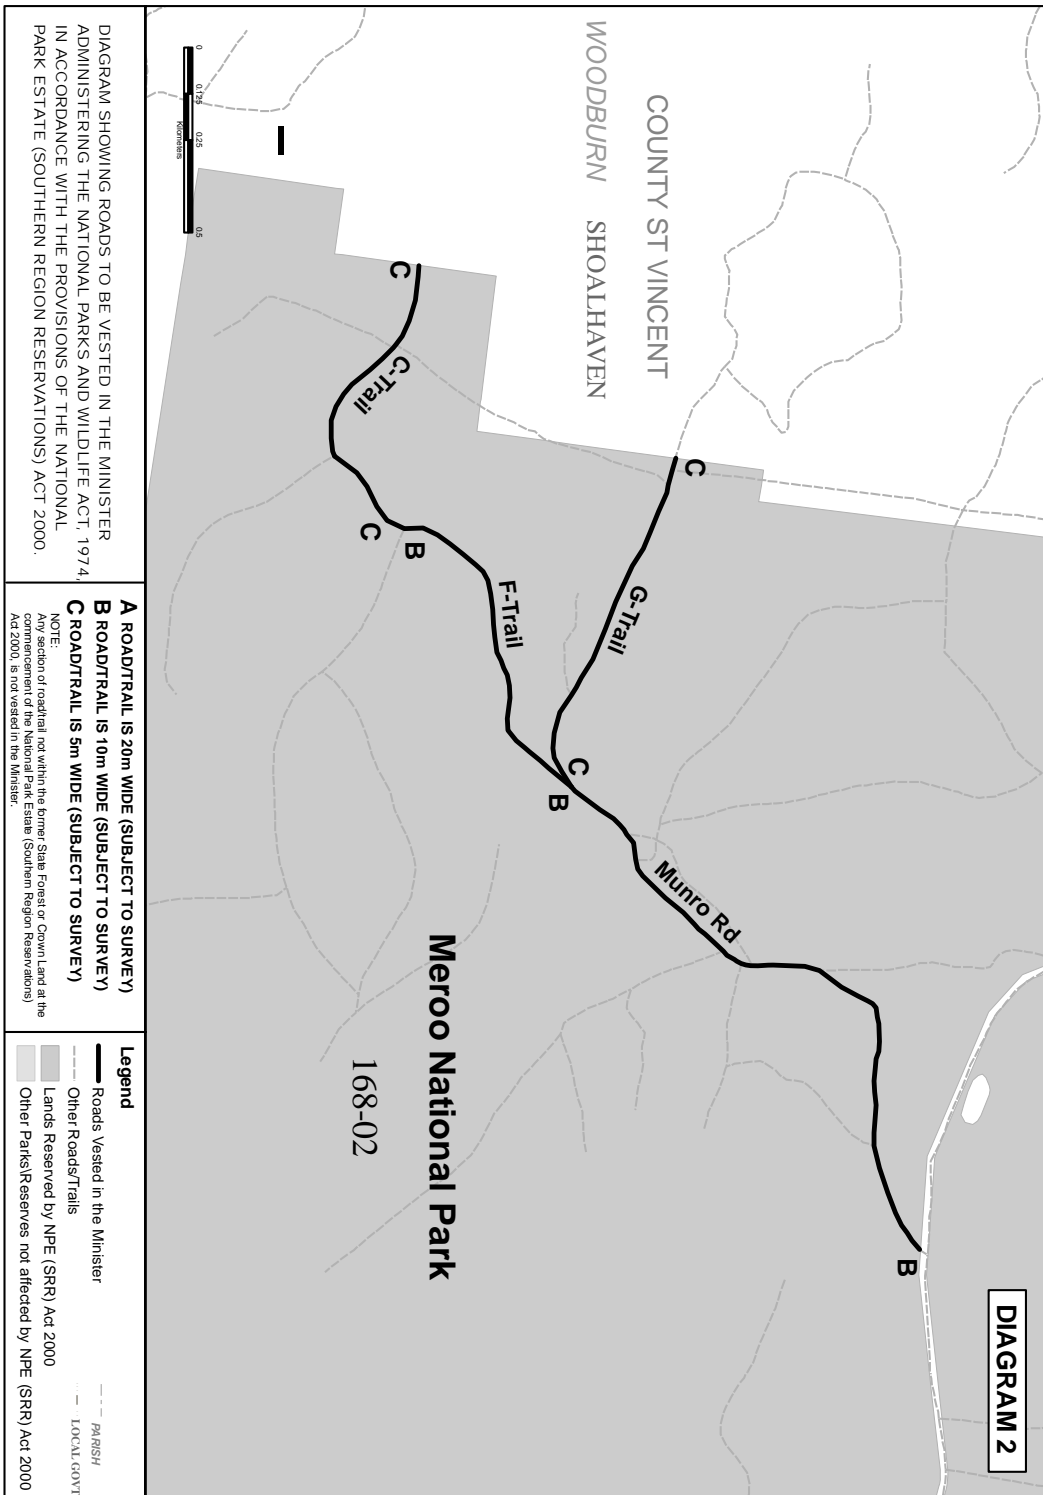 DIAGRAM 2
COUNTY ST VINCENT
WOODBURN
SHOALHAVEN
C
G-Trail
C
C
C-Trail
C
B
F-Trail
B
Munro Rd
B
Meroo National Park
168-02
0 0.125 0.25 0.5
Kilometers
DIAGRAM SHOWING ROADS TO BE VESTED IN THE MINISTER
ADMINISTERING THE NATIONAL PARKS AND WILDLIFE ACT, 1974,
IN ACCORDANCE WITH THE PROVISIONS OF THE NATIONAL
PARK ESTATE (SOUTHERN REGION RESERVATIONS) ACT 2000.
A ROAD/TRAIL IS 20m WIDE (SUBJECT TO SURVEY)
B ROAD/TRAIL IS 10m WIDE (SUBJECT TO SURVEY)
C ROAD/TRAIL IS 5m WIDE (SUBJECT TO SURVEY)
NOTE:
Any section of road/trail not within the former State Forest or Crown Land at the
commencement of the National Park Estate (Southern Region Reservations)
Act 2000, is not vested in the Minister.
Legend
Roads Vested in the Minister
Other Roads/Trails
Lands Reserved by NPE (SRR) Act 2000
Other Parks\Reserves not affected by NPE (SRR) Act 2000
PARISH
LOCAL GOVT